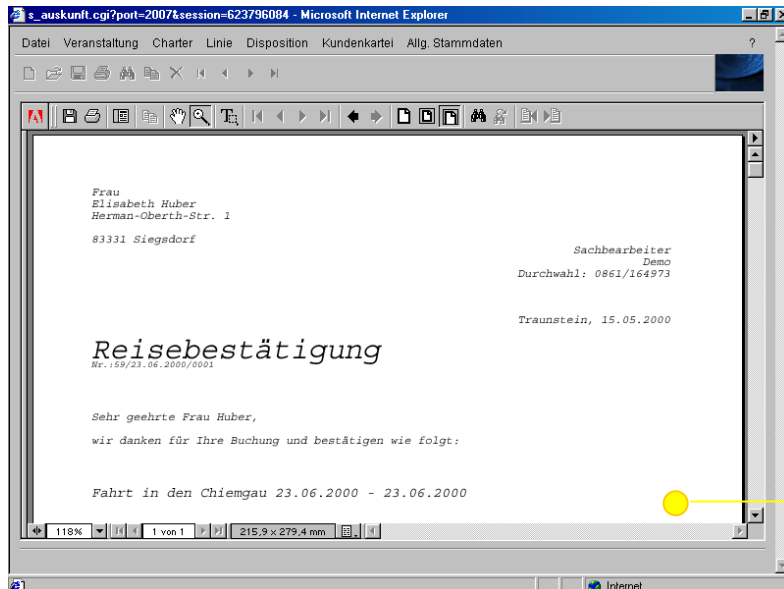 s_auskunft.cgi?port=2007&session=623796084 - Microsoft Internet Explorer
Datei Veranstaltung Charter Linie Disposition Kundenkartei Allg. Stammdaten ?
Frau
Elisabeth Huber
Herman-Oberth-Str. 1
83331 Siegsdorf
Sachbearbeiter
Demo
Durchwahl: 0861/164973
Traunstein, 15.05.2000
Reisebestätigung
Nr.:59/23.06.2000/0001
Sehr geehrte Frau Huber,
wir danken für Ihre Buchung und bestätigen wie folgt:
Fahrt in den Chiemgau 23.06.2000 - 23.06.2000
118% 1 von 1 215,9 × 279,4 mm
Internet